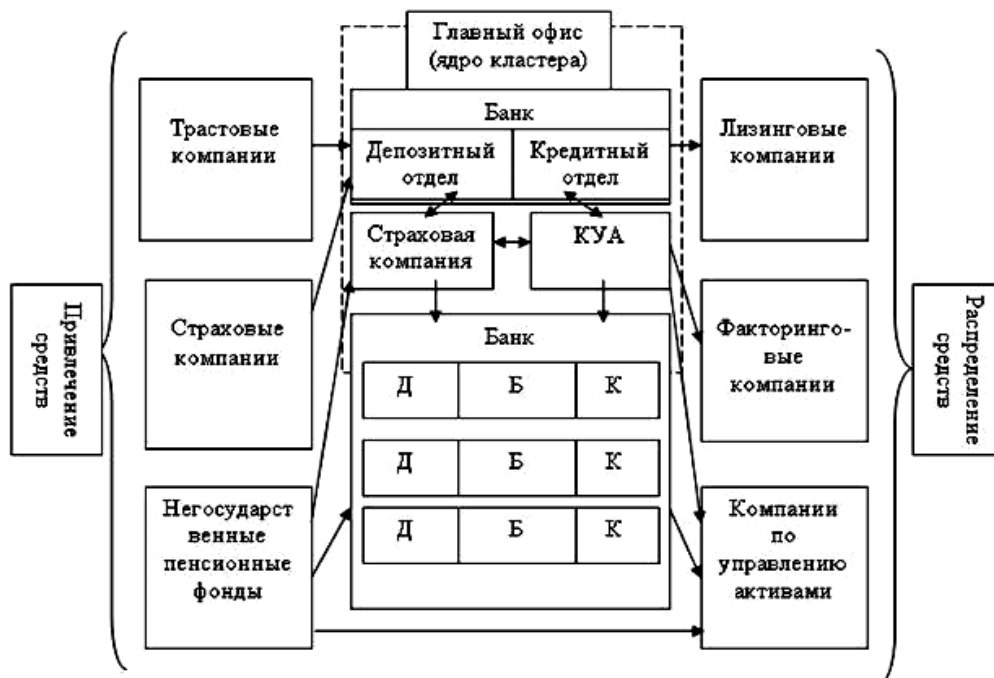 Главный офис
(ядро кластера)
Банк
Депозитный
отдел
Кредитный
отдел
Страховая
компания
КУА
Банк
Д Б К
Д Б К
Д Б К
Привлечение
средств
Трастовые
компании
Страховые
компании
Негосударст
венные
пенсионные
фонды
Лизинговые
компании
Факторинго-
вые
компании
Компании
по
управлению
активами
Распределение
средств